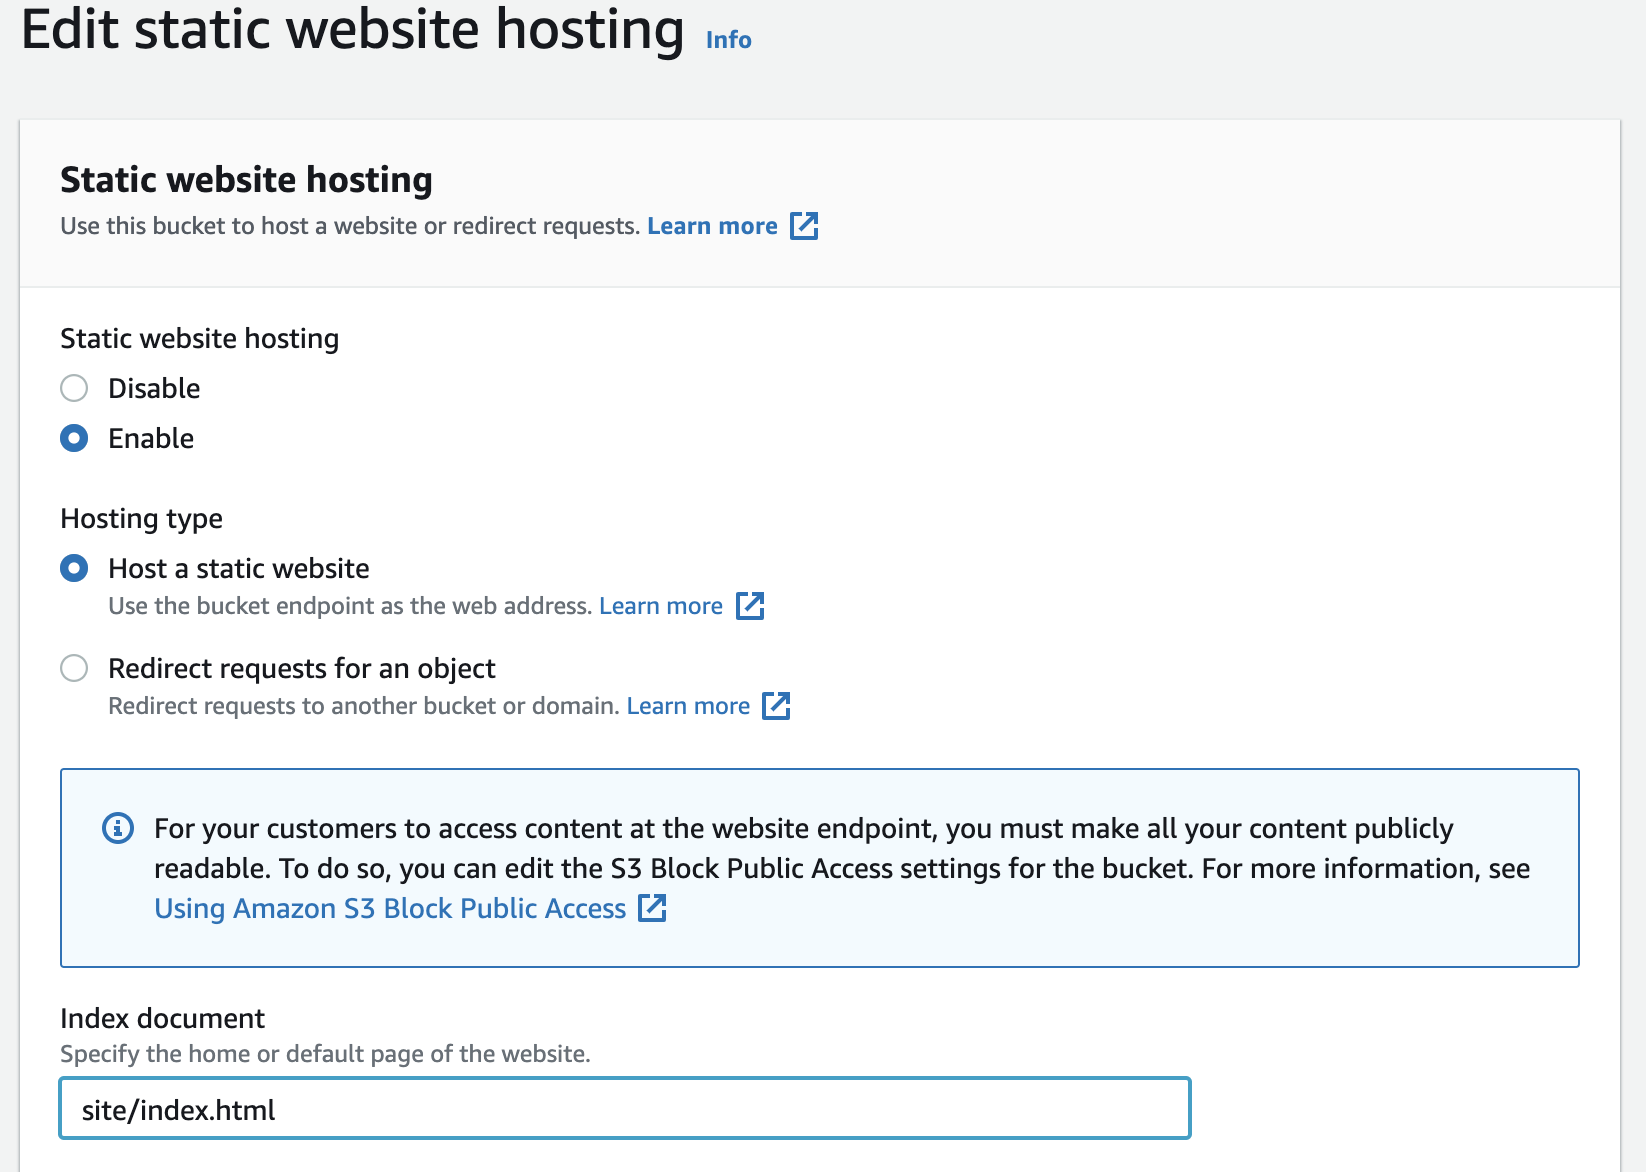 Edit static website hosting Info
Static website hosting
Use this bucket to host a website or redirect requests. Learn more
Static website hosting
Disable
Enable
Hosting type
Host a static website
Use the bucket endpoint as the web address. Learn more
Redirect requests for an object
Redirect requests to another bucket or domain. Learn more
For your customers to access content at the website endpoint, you must make all your content publicly
readable. To do so, you can edit the S3 Block Public Access settings for the bucket. For more information, see
Using Amazon S3 Block Public Access
Index document
Specify the home or default page of the website.
site/index.html